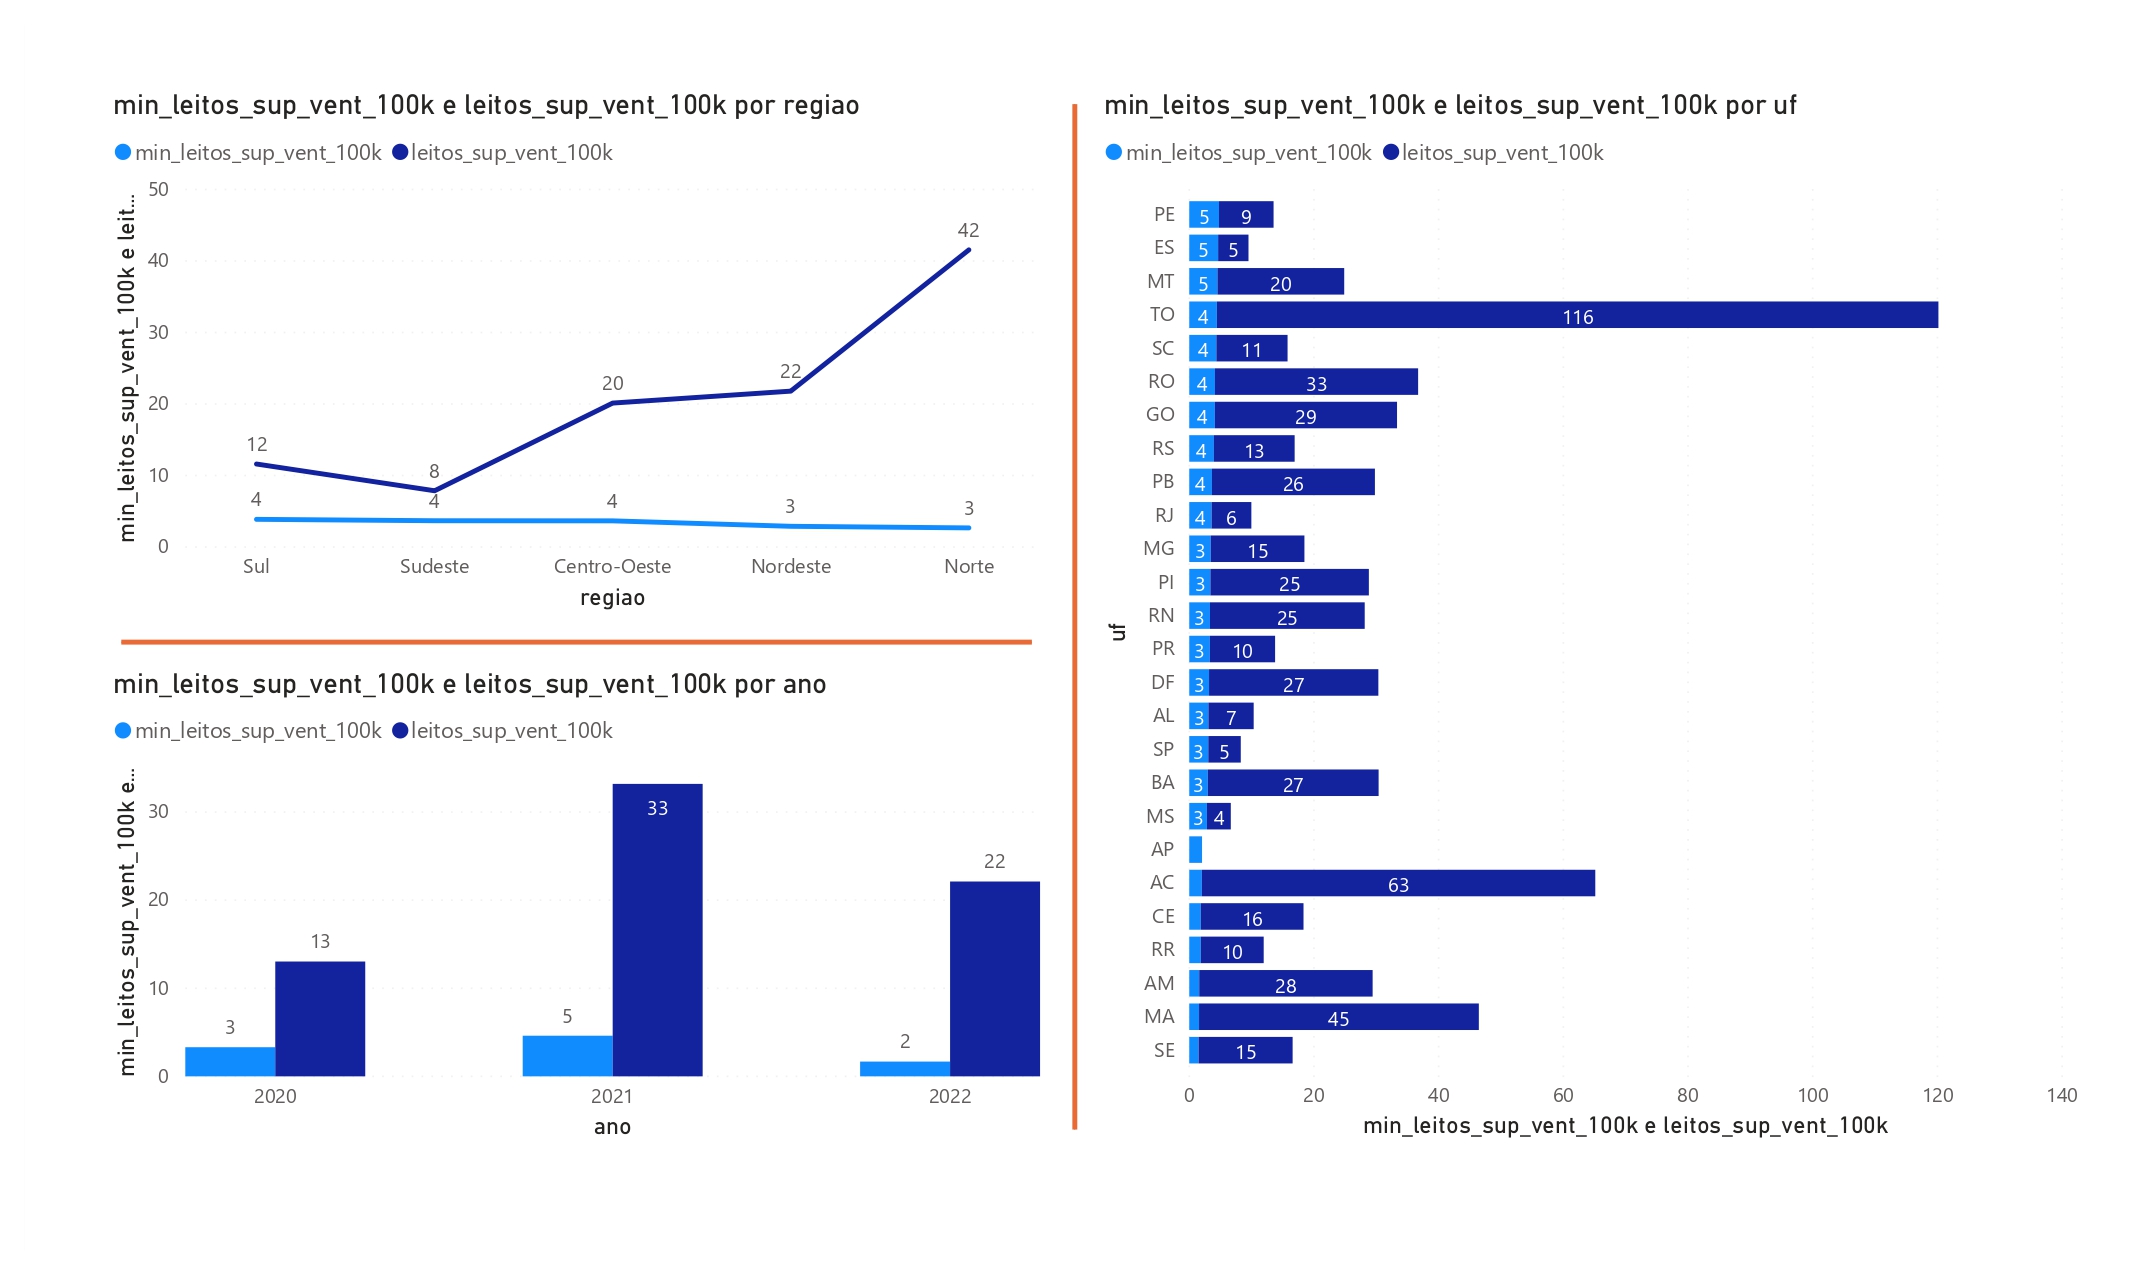 min_leitos_sup_vent_100k e leitos_sup_vent_100k por regiao
min_leitos_sup_vent_100k leitos_sup_vent_100k
min_leitos_sup_vent_100k e leit...
50
40
30
20
10
0
12
8
20
22
42
4
4
4
3
3
Sul
Sudeste
Centro-Oeste
Nordeste
Norte
regiao
min_leitos_sup_vent_100k e leitos_sup_vent_100k por ano
min_leitos_sup_vent_100k leitos_sup_vent_100k
min_leitos_sup_vent_100k e...
30
20
10
0
3
13
5
33
2
22
2020
2021
2022
ano
min_leitos_sup_vent_100k e leitos_sup_vent_100k por uf
min_leitos_sup_vent_100k leitos_sup_vent_100k
uf
PE 5 9
ES 5 5
MT 5 20
TO 4 116
SC 4 11
RO 4 33
GO 4 29
RS 4 13
PB 4 26
RJ 4 6
MG 3 15
PI 3 25
RN 3 25
PR 3 10
DF 3 27
AL 3 7
SP 3 5
BA 3 27
MS 3 4
AP
AC 63
CE 16
RR 10
AM 28
MA 45
SE 15
0 20 40 60 80 100 120 140
min_leitos_sup_vent_100k e leitos_sup_vent_100k